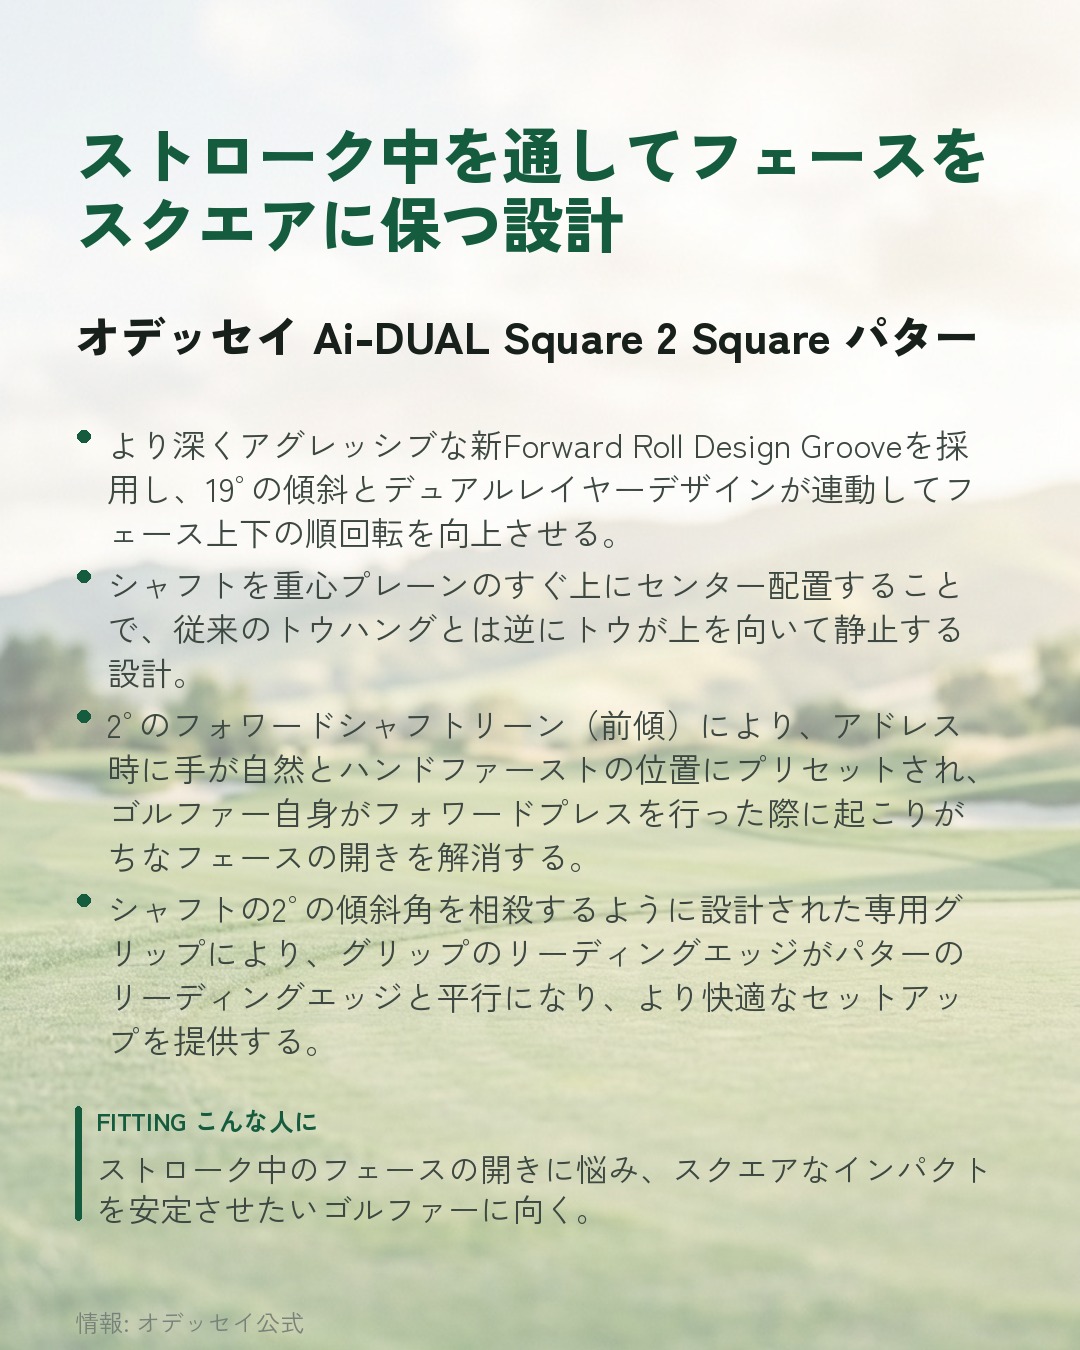 ストローク中を通してフェースを
スクエアに保つ設計
オデッセイ Ai-DUAL Square 2 Square パター
より深くアグレッシブな新Forward Roll Design Grooveを採
用し、19°の傾斜とデュアルレイヤーデザインが連動してフ
ェース上下の順回転を向上させる。
シャフトを重心プレーンのすぐ上にセンター配置すること
で、従来のトウハングとは逆にトウが上を向いて静止する
設計。
2°のフォワードシャフトリーン（前傾）により、アドレス
時に手が自然とハンドファーストの位置にプリセットされ、
ゴルファー自身がフォワードプレスを行った際に起こりが
ちなフェースの開きを解消する。
シャフトの2°の傾斜角を相殺するように設計された専用グ
リップにより、グリップのリーディングエッジがパターの
リーディングエッジと平行になり、より快適なセットアッ
プを提供する。
FITTING こんな人に
ストローク中のフェースの開きに悩み、スクエアなインパクト
を安定させたいゴルファーに向く。
情報: オデッセイ公式